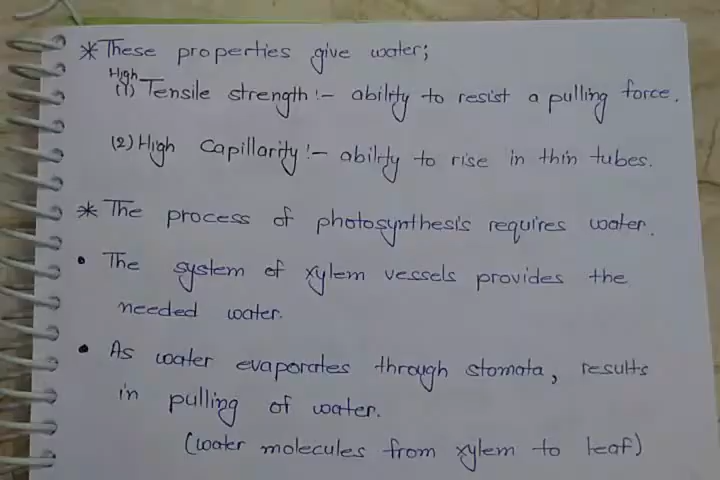 * These properties give water;
High
(1) Tensile strength :- ability to resist a pulling force.
(2) High Capillarity :- ability to rise in thin tubes.
* The process of photosynthesis requires water.
• The system of xylem vessels provides the
needed water.
• As water evaporates through stomata, results
in pulling of water.
(water molecules from xylem to leaf)